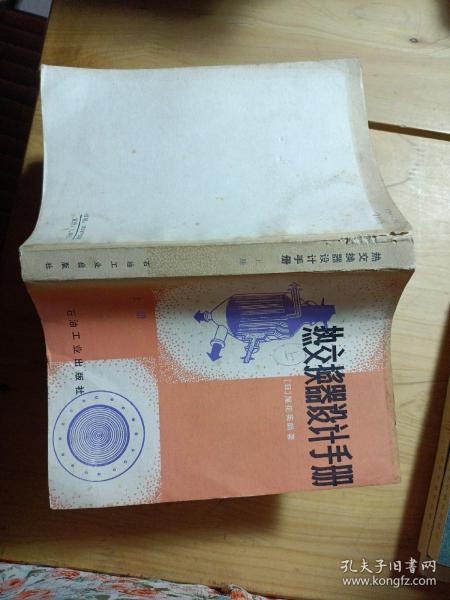 热交换器设计手册
[日]尾花英朗著
上册
石油工业出版社
热交换器设计手册
上册
石油工业出版社
孔夫子旧书网
www.kongfz.com